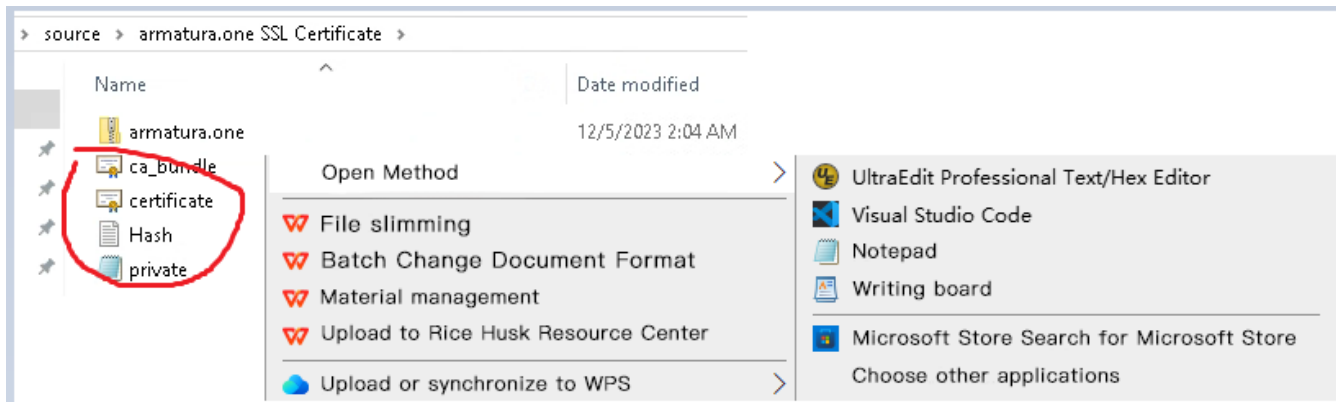 > source > armatura.one SSL Certificate >
Name
Date modified
armatura.one
12/5/2023 2:04 AM
ca_bundle
certificate
Hash
private
Open Method
File slimming
Batch Change Document Format
Material management
Upload to Rice Husk Resource Center
Upload or synchronize to WPS
UltraEdit Professional Text/Hex Editor
Visual Studio Code
Notepad
Writing board
Microsoft Store Search for Microsoft Store
Choose other applications